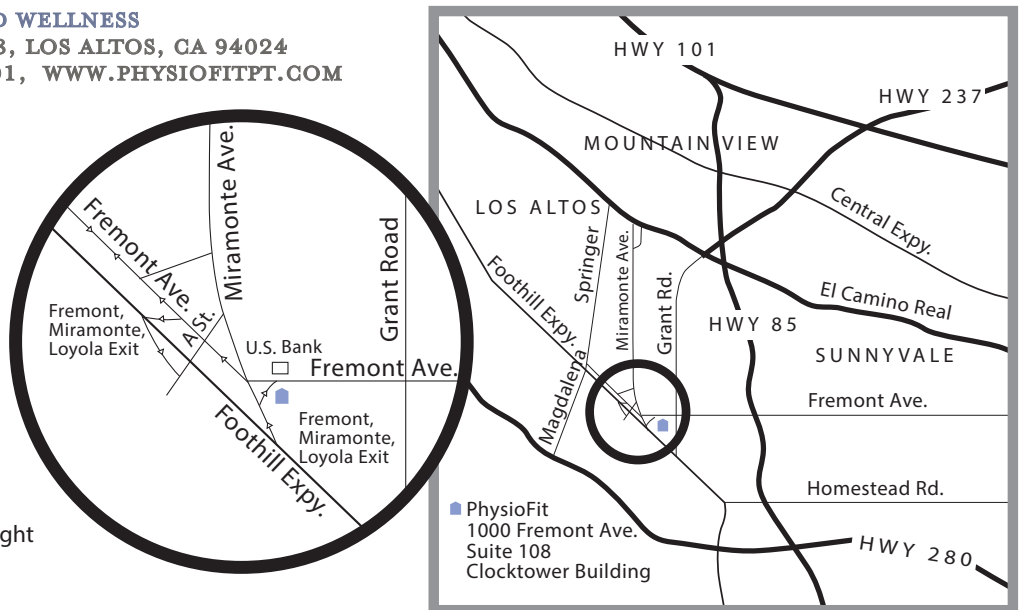 WELLNESS
LOS ALTOS, CA 94024
WWW.PHYSIOFITPT.COM
Miramonte Ave.
Fremont Ave.
Grant Road
Fremont,
Miramonte,
Loyola Exit
A St.
U.S. Bank
Fremont Ave.
Fremont,
Miramonte,
Loyola Exit
Foothill Expy.
HWY 101
HWY 237
MOUNTAIN VIEW
LOS ALTOS
Central Expy.
Springer
Miramonte Ave.
Grant Rd.
Foothill Expy.
El Camino Real
HWY 85
SUNNYVALE
Magdalena
Fremont Ave.
Homestead Rd.
PhysioFit
1000 Fremont Ave.
Suite 108
Clocktower Building
HWY 280